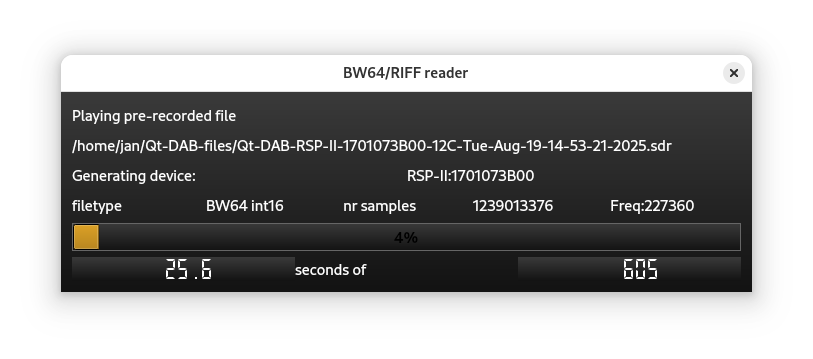 BW64/RIFF reader
Playing pre-recorded file
/home/jan/Qt-DAB-files/Qt-DAB-RSP-II-1701073B00-12C-Tue-Aug-19-14-53-21-2025.sdr
Generating device: RSP-II:1701073B00
filetype BW64 int16 nr samples 1239013376 Freq:227360
4%
25.6 seconds of 605